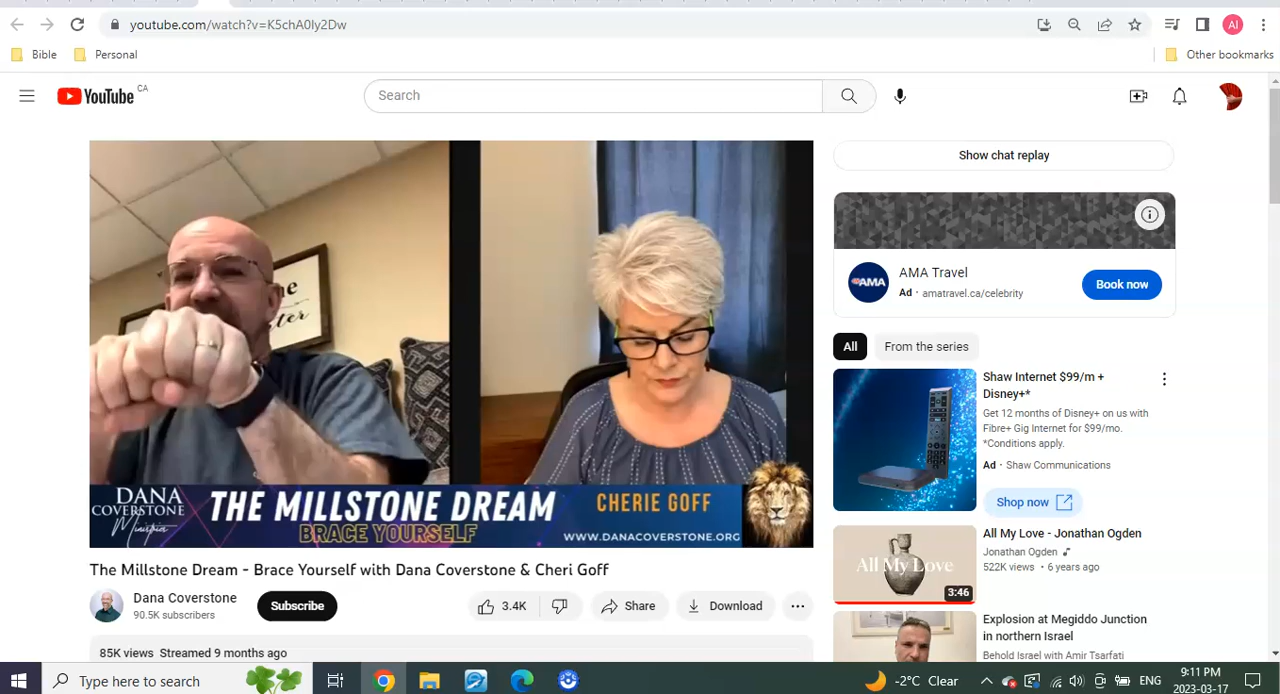 youtube.com/watch?v=K5chA0ly2Dw
AI
Bible
Personal
Other bookmarks
YouTube CA
Search
Show chat replay
AMA
AMA Travel
Ad · amatravel.ca/celebrity
Book now
All
From the series
Shaw Internet $99/m +
Disney+*
Get 12 months of Disney+ on us with
Fibre+ Gig Internet for $99/mo.
*Conditions apply.
Ad · Shaw Communications
Shop now
DANA
COVERSTONE
Ministries
THE MILLSTONE DREAM
BRACE YOURSELF
CHERIE GOFF
WWW.DANACOVERSTONE.ORG
The Millstone Dream - Brace Yourself with Dana Coverstone & Cheri Goff
Dana Coverstone
90.5K subscribers
Subscribe
3.4K
Share
Download
85K views Streamed 9 months ago
All My Love
3:46
All My Love - Jonathan Ogden
Jonathan Ogden
522K views • 6 years ago
Explosion at Megiddo Junction
in northern Israel
Behold Israel with Amir Tsarfati
Type here to search
-2°C Clear
ENG
9:11 PM
2023-03-17